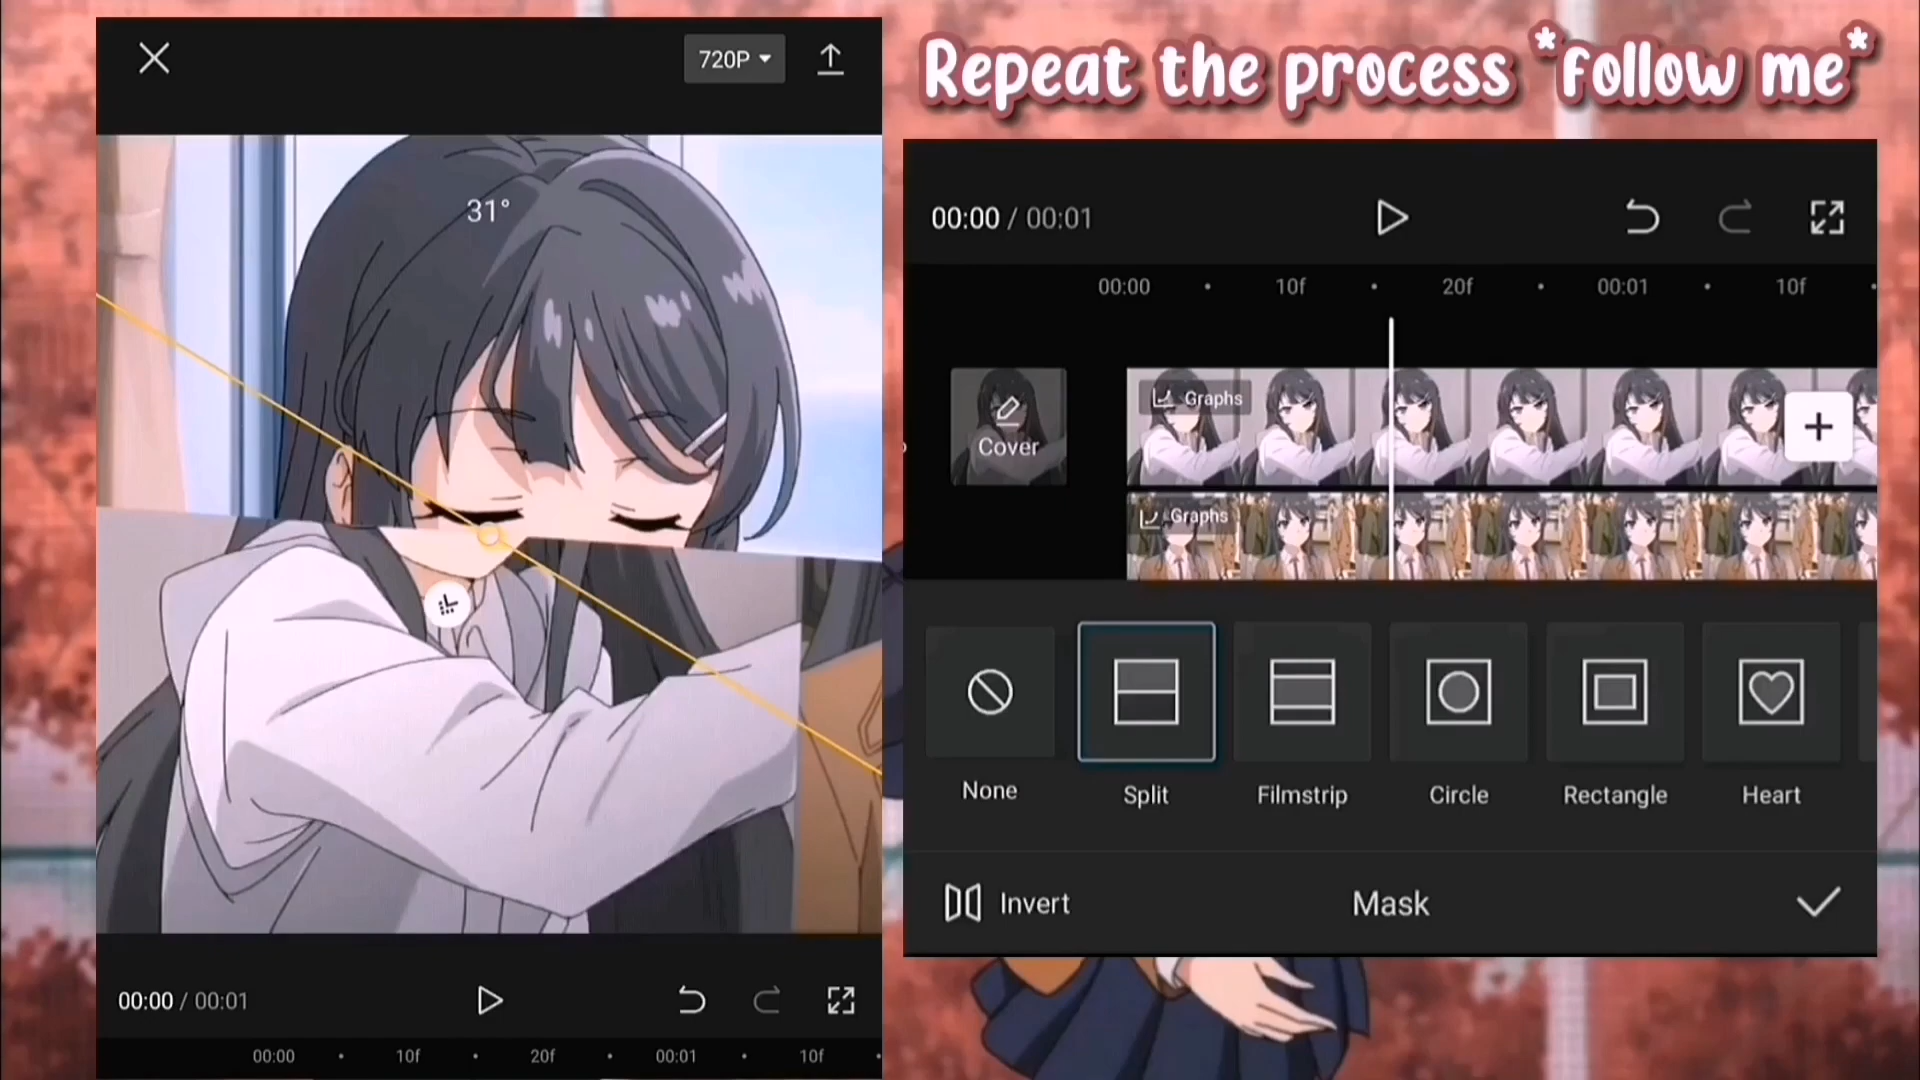 Repeat the process *follow me*
720P
31°
00:00 / 00:01
00:00 10f 20f 00:01 10f
00:00 / 00:01
00:00 10f 20f 00:01 10f
Cover
Graphs
Graphs
None
Split
Filmstrip
Circle
Rectangle
Heart
Invert
Mask